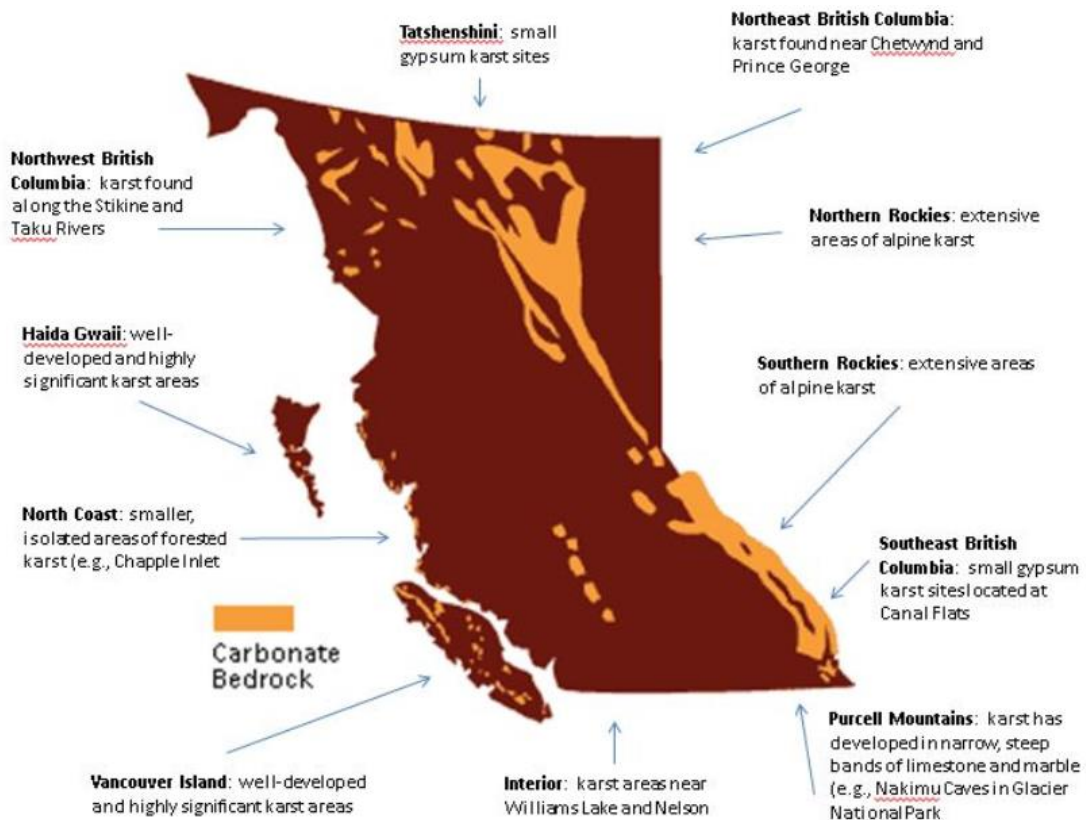 Tatshenshini: small
gypsum karst sites
Northeast British Columbia:
karst found near Chetwynd and
Prince George
Northwest British
Columbia: karst found
along the Stikine and
Taku Rivers
Northern Rockies: extensive
areas of alpine karst
Haida Gwaii: well-
developed and highly
significant karst areas
Southern Rockies: extensive areas
of alpine karst
North Coast: smaller,
isolated areas of forested
karst (e.g., Chapple Inlet
Southeast British
Columbia: small gypsum
karst sites located at
Canal Flats
Carbonate
Bedrock
Purcell Mountains: karst has
developed in narrow, steep
bands of limestone and marble
(e.g., Nakimu Caves in Glacier
National Park
Vancouver Island: well-developed
and highly significant karst areas
Interior: karst areas near
Williams Lake and Nelson